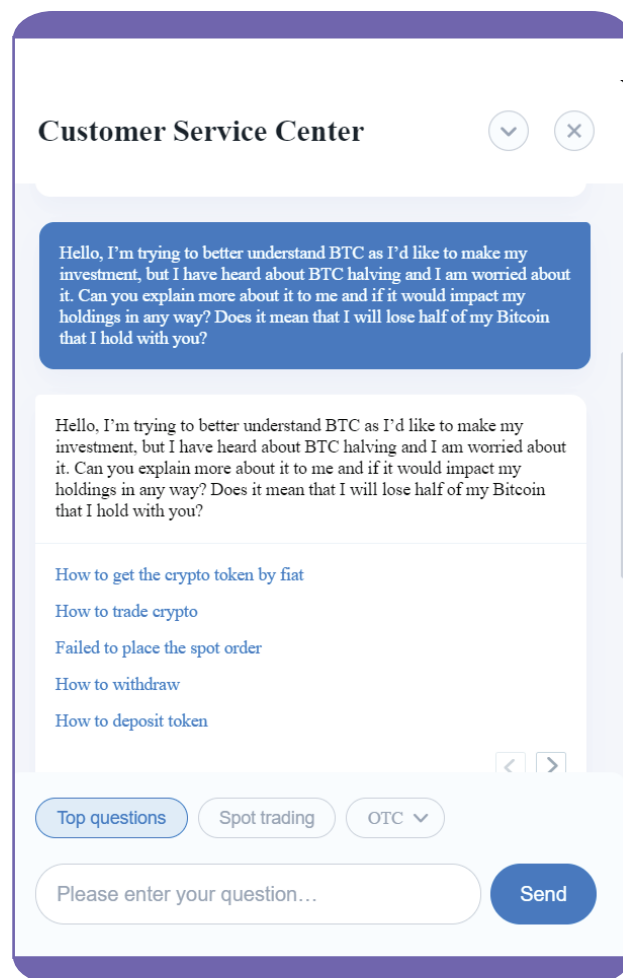 Customer Service Center
Hello, I’m trying to better understand BTC as I’d like to make my
investment, but I have heard about BTC halving and I am worried about
it. Can you explain more about it to me and if it would impact my
holdings in any way? Does it mean that I will lose half of my Bitcoin
that I hold with you?
Hello, I’m trying to better understand BTC as I’d like to make my
investment, but I have heard about BTC halving and I am worried about
it. Can you explain more about it to me and if it would impact my
holdings in any way? Does it mean that I will lose half of my Bitcoin
that I hold with you?
How to get the crypto token by fiat
How to trade crypto
Failed to place the spot order
How to withdraw
How to deposit token
Top questions
Spot trading
OTC
Please enter your question…
Send